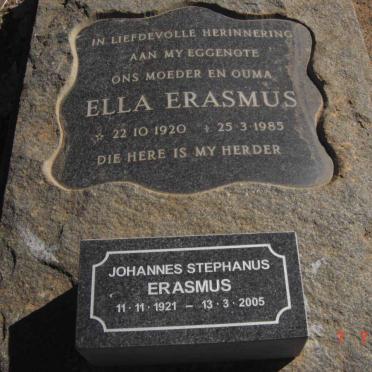 IN LIEFDEVOLLE HERINNERING
AAN MY EGGENOTE
ONS MOEDER EN OUMA
ELLA ERASMUS
☆ 22·10·1920 + 25·3·1985
DIE HERE IS MY HERDER
JOHANNES STEPHANUS
ERASMUS
11·11·1921 – 13·3·2005